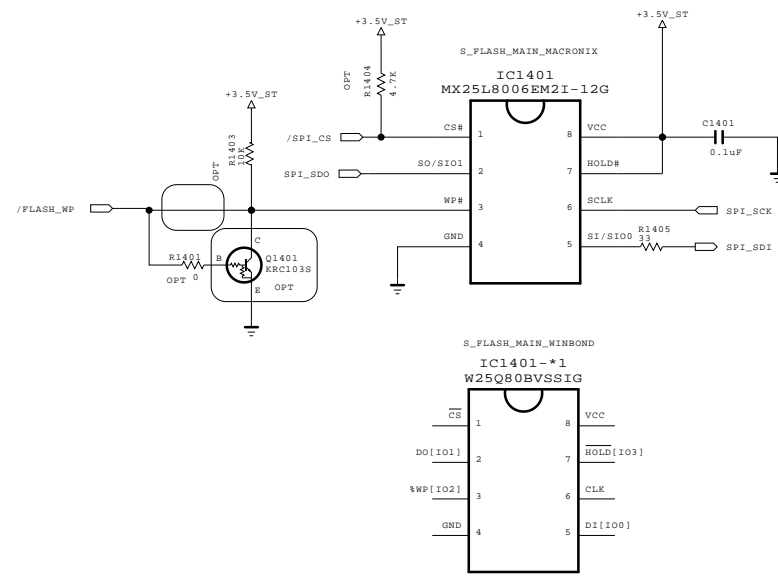 +3.5V_ST
+3.5V_ST
S_FLASH_MAIN_MACRONIX
IC1401
MX25L8006EM2I-12G
OPT
R1404
4.7K
+3.5V_ST
OPT
R1403
10K
/SPI_CS
CS#
1
8
VCC
C1401
0.1uF
SPI_SDO
SO/SIO1
2
7
HOLD#
/FLASH_WP
WP#
3
6
SCLK
SPI_SCK
GND
4
5
SI/SIO0
R1405
33
SPI_SDI
R1401
OPT 0
B
C
E
Q1401
KRC103S
OPT
S_FLASH_MAIN_WINBOND
IC1401-*1
W25Q80BVSSIG
CS
1
8
VCC
DO[IO1]
2
7
HOLD[IO3]
%WP[IO2]
3
6
CLK
GND
4
5
DI[IO0]